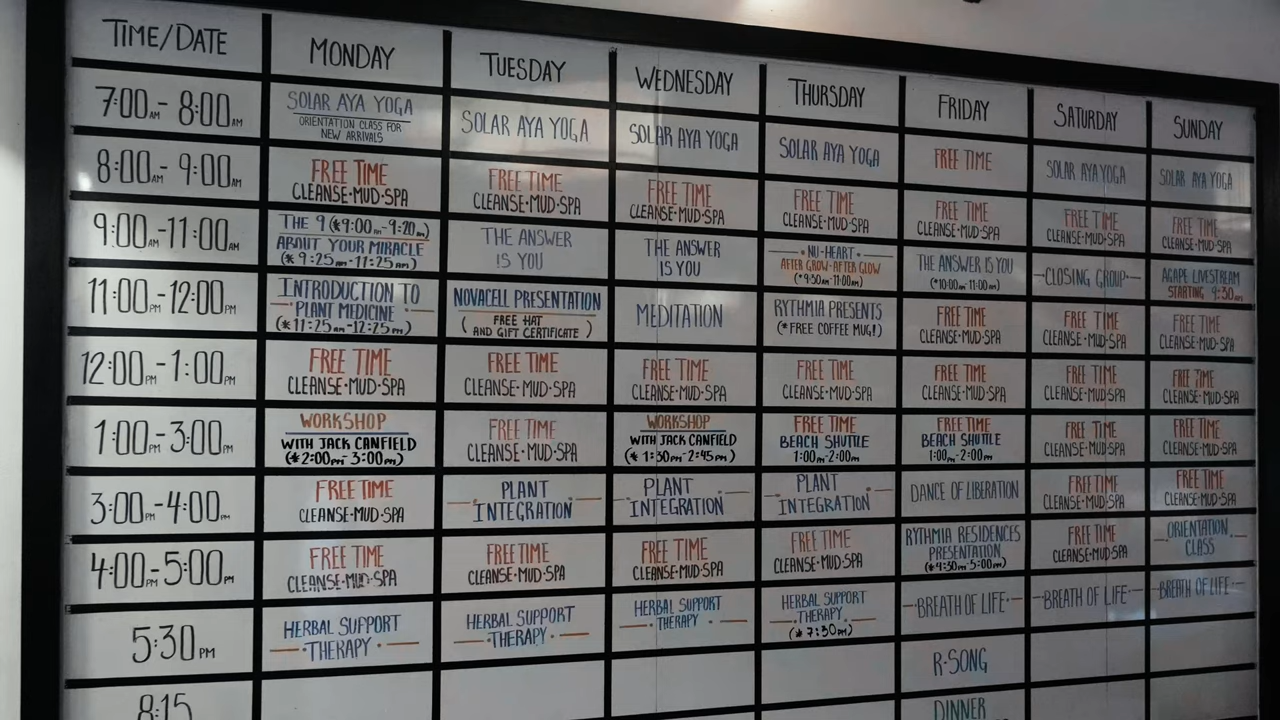 TIME/DATE MONDAY TUESDAY WEDNESDAY THURSDAY FRIDAY SATURDAY SUNDAY
7:00AM - 8:00AM
SOLAR AYA YOGA
ORIENTATION CLASS FOR
NEW ARRIVALS
SOLAR AYA YOGA
SOLAR AYA YOGA
SOLAR AYA YOGA
FREE TIME
SOLAR AYA YOGA
SOLAR AYA YOGA
8:00AM - 9:00AM
FREE TIME
CLEANSE·MUD·SPA
FREE TIME
CLEANSE·MUD·SPA
FREE TIME
CLEANSE·MUD·SPA
FREE TIME
CLEANSE·MUD·SPA
FREE TIME
CLEANSE·MUD·SPA
FREE TIME
CLEANSE·MUD·SPA
FREE TIME
CLEANSE·MUD·SPA
9:00AM - 11:00AM
THE 9 (*9:00AM - 9:20AM)
ABOUT YOUR MIRACLE
(*9:25AM - 11:25AM)
THE ANSWER
IS YOU
THE ANSWER
IS YOU
NU-HEART
AFTER GROW-AFTER GLOW
(*9:30AM - 11:00AM)
THE ANSWER IS YOU
(*10:00AM - 11:00AM)
CLOSING GROUP
AGAPE LIVESTREAM
STARTING 9:30AM
11:00PM - 12:00PM
INTRODUCTION TO
PLANT MEDICINE
(*11:25AM - 12:25PM)
NOVACELL PRESENTATION
( FREE HAT
AND GIFT CERTIFICATE )
MEDITATION
RYTHMIA PRESENTS
(*FREE COFFEE MUG!)
FREE TIME
CLEANSE·MUD·SPA
FREE TIME
CLEANSE·MUD·SPA
FREE TIME
CLEANSE·MUD·SPA
12:00PM - 1:00PM
FREE TIME
CLEANSE·MUD·SPA
FREE TIME
CLEANSE·MUD·SPA
FREE TIME
CLEANSE·MUD·SPA
FREE TIME
CLEANSE·MUD·SPA
FREE TIME
CLEANSE·MUD·SPA
FREE TIME
CLEANSE·MUD·SPA
FREE TIME
CLEANSE·MUD·SPA
1:00PM - 3:00PM
WORKSHOP
WITH JACK CANFIELD
(*2:00PM - 3:00PM)
FREE TIME
CLEANSE·MUD·SPA
WORKSHOP
WITH JACK CANFIELD
(*1:30PM - 2:45PM)
FREE TIME
BEACH SHUTTLE
1:00PM - 2:00PM
FREE TIME
BEACH SHUTTLE
1:00PM - 2:00PM
FREE TIME
CLEANSE·MUD·SPA
FREE TIME
CLEANSE·MUD·SPA
3:00PM - 4:00PM
FREE TIME
CLEANSE·MUD·SPA
PLANT
INTEGRATION
PLANT
INTEGRATION
PLANT
INTEGRATION
DANCE OF LIBERATION
FREE TIME
CLEANSE·MUD·SPA
FREE TIME
CLEANSE·MUD·SPA
4:00PM - 5:00PM
FREE TIME
CLEANSE·MUD·SPA
FREE TIME
CLEANSE·MUD·SPA
FREE TIME
CLEANSE·MUD·SPA
FREE TIME
CLEANSE·MUD·SPA
RYTHMIA RESIDENCES
PRESENTATION
(*4:30PM - 5:00PM)
FREE TIME
CLEANSE·MUD·SPA
ORIENTATION
CLASS
5:30PM
HERBAL SUPPORT
THERAPY
HERBAL SUPPORT
THERAPY
HERBAL SUPPORT
THERAPY
HERBAL SUPPORT
THERAPY
(*7:30PM)
BREATH OF LIFE
BREATH OF LIFE
BREATH OF LIFE
8:15
R·SONG
DINNER